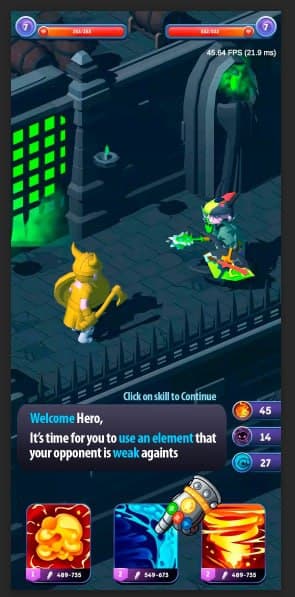 7
7
45.64 FPS (21.9 ms)
Click on skill to Continue
Welcome Hero,
It's time for you to use an element that
your opponent is weak againts
45
14
27
1 489-735
2 549-673
2 489-735